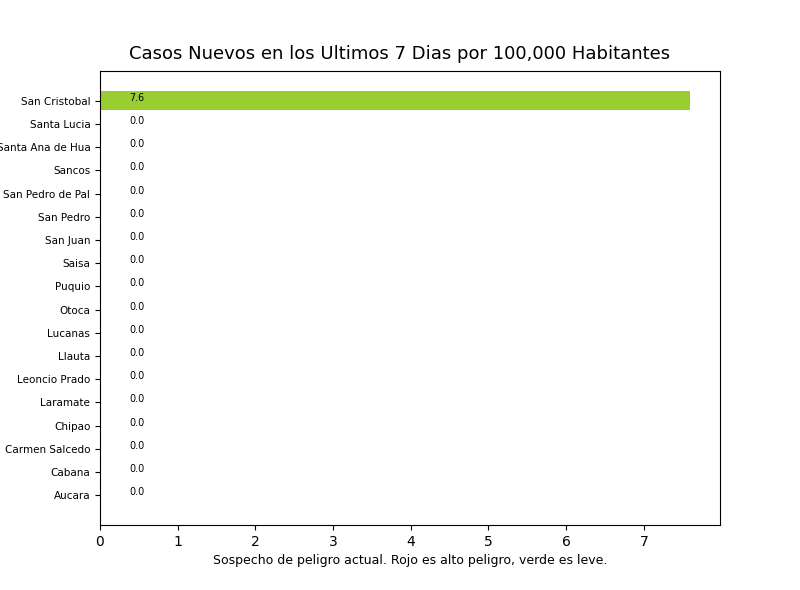 Casos Nuevos en los Ultimos 7 Dias por 100,000 Habitantes
San Cristobal 7.6
Santa Lucia 0.0
Santa Ana de Hua 0.0
Sancos 0.0
San Pedro de Pal 0.0
San Pedro 0.0
San Juan 0.0
Saisa 0.0
Puquio 0.0
Otoca 0.0
Lucanas 0.0
Llauta 0.0
Leoncio Prado 0.0
Laramate 0.0
Chipao 0.0
Carmen Salcedo 0.0
Cabana 0.0
Aucara 0.0
0 1 2 3 4 5 6 7
Sospecho de peligro actual. Rojo es alto peligro, verde es leve.